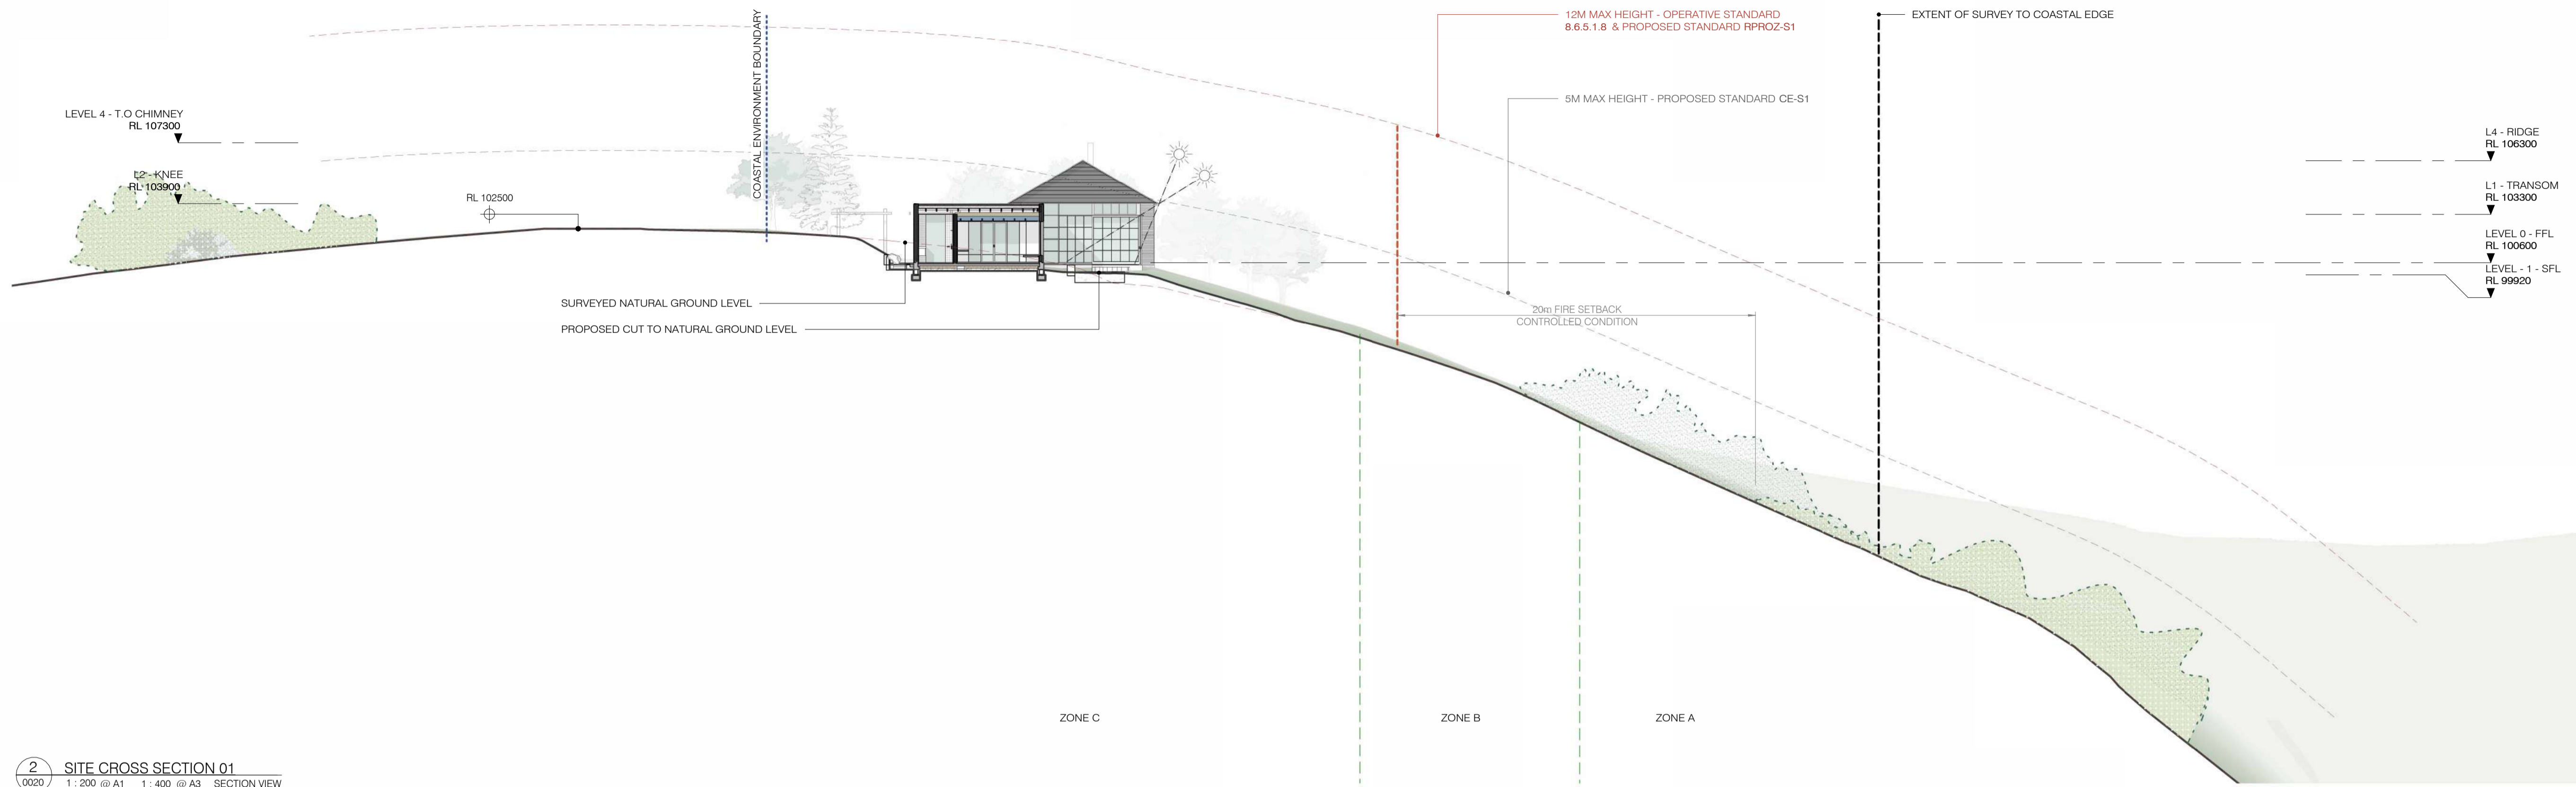 COASTAL ENVIRONMENT BOUNDARY
12M MAX HEIGHT - OPERATIVE STANDARD
8.6.5.1.8 & PROPOSED STANDARD RPROZ-S1
EXTENT OF SURVEY TO COASTAL EDGE
5M MAX HEIGHT - PROPOSED STANDARD CE-S1
LEVEL 4 - T.O CHIMNEY
RL 107300
L2 - KNEE
RL 103900
RL 102500
L4 - RIDGE
RL 106300
L1 - TRANSOM
RL 103300
LEVEL 0 - FFL
RL 100600
LEVEL - 1 - SFL
RL 99920
SURVEYED NATURAL GROUND LEVEL
PROPOSED CUT TO NATURAL GROUND LEVEL
20m FIRE SETBACK
CONTROLLED CONDITION
ZONE C
ZONE B
ZONE A
2
0020
SITE CROSS SECTION 01
1 : 200 @ A1 1 : 400 @ A3 SECTION VIEW